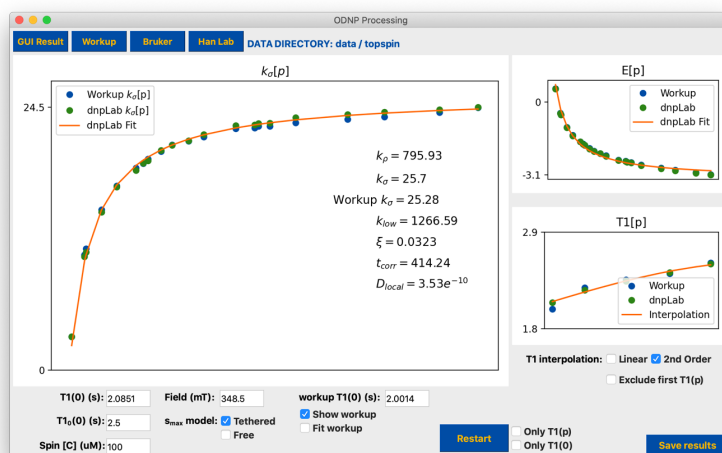 ODNP Processing
GUI Result Workup Bruker Han Lab DATA DIRECTORY: data / topspin
kσ[p]
24.5
0
Workup kσ[p]
dnpLab kσ[p]
dnpLab Fit
kρ = 795.93
kσ = 25.7
Workup kσ = 25.28
klow = 1266.59
ξ = 0.0323
tcorr = 414.24
Dlocal = 3.53e⁻¹⁰
E[p]
0
-3.1
Workup
dnpLab
dnpLab Fit
T1[p]
2.9
1.8
Workup
dnpLab
Interpolation
T1 interpolation: Linear 2nd Order
Exclude first T1(p)
T1(0) (s): 2.0851 Field (mT): 348.5 workup T1(0) (s): 2.0014
T1₀(0) (s): 2.5 smax model: Tethered Show workup
Free Fit workup
Spin [C] (uM): 100
Restart
Only T1(p)
Only T1(0)
Save results